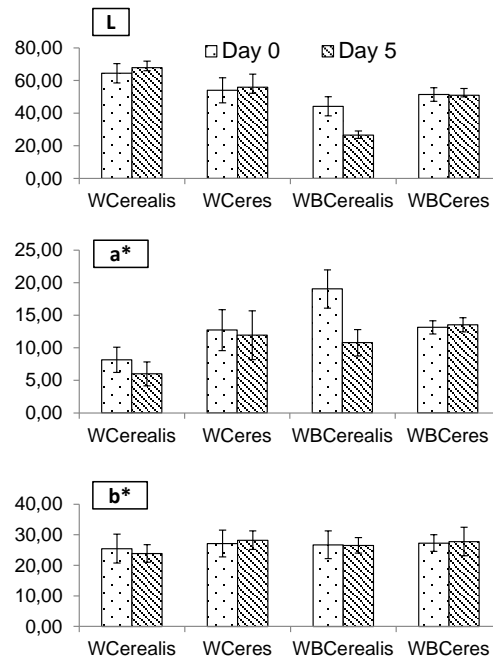 L
80,00
Day 0 Day 5
60,00
40,00
20,00
0,00
WCerealis WCeres WBCerealis WBCeres
25,00
a*
20,00
15,00
10,00
5,00
0,00
WCerealis WCeres WBCerealis WBCeres
40,00
b*
30,00
20,00
10,00
0,00
WCerealis WCeres WBCerealis WBCeres